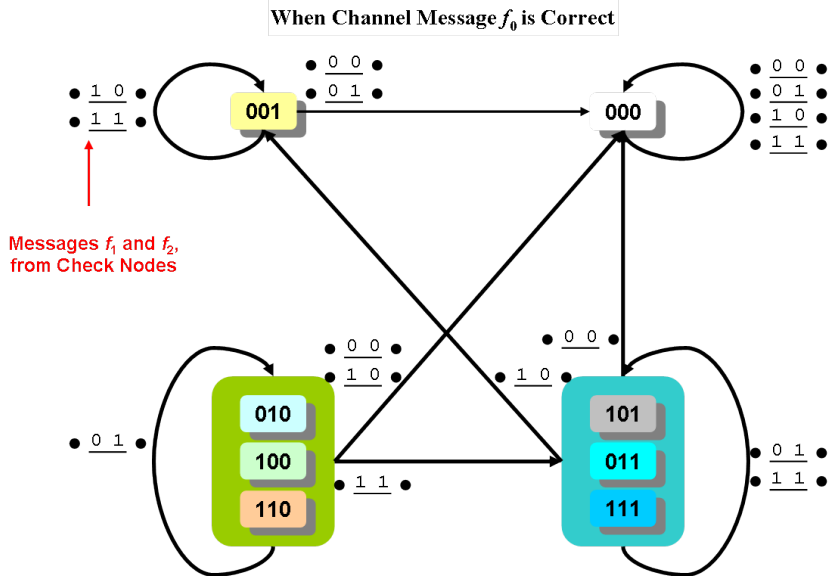 When Channel Message f0 is Correct
• 0 0 •
• 0 1 •
• 1 0 •
• 1 1 •
001
000
• 0 0 •
• 0 1 •
• 1 0 •
• 1 1 •
Messages f1 and f2,
from Check Nodes
• 0 0 •
• 1 0 •
• 0 0 •
• 1 0 •
• 0 1 •
010
100
110
• 1 1 •
101
011
111
• 0 1 •
• 1 1 •